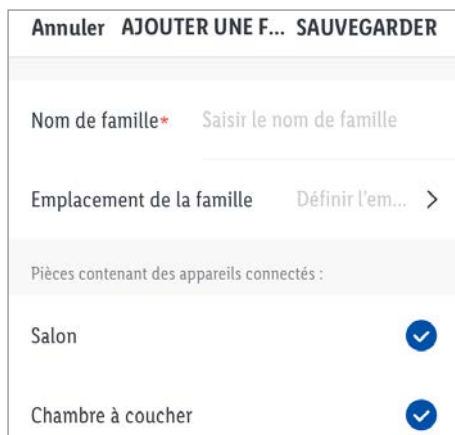 Annuler AJOUTER UNE F... SAUVEGARDER
Nom de famille* Saisir le nom de famille
Emplacement de la famille Définir l'em... >
Pièces contenant des appareils connectés :
Salon
Chambre à coucher